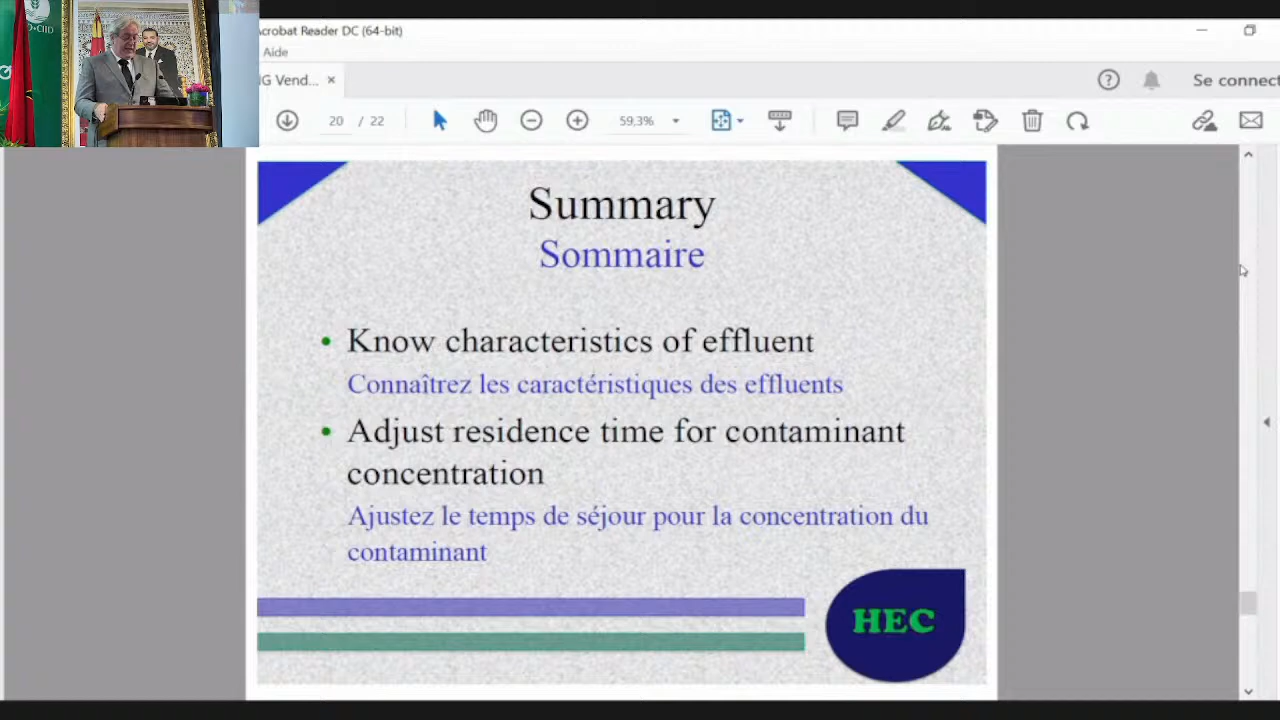 CIID
Acrobat Reader DC (64-bit)
Aide
G Vend... ×
Se connect
20 / 22
59,3%
Summary
Sommaire
• Know characteristics of effluent
Connaîtrez les caractéristiques des effluents
• Adjust residence time for contaminant
concentration
Ajustez le temps de séjour pour la concentration du
contaminant
HEC